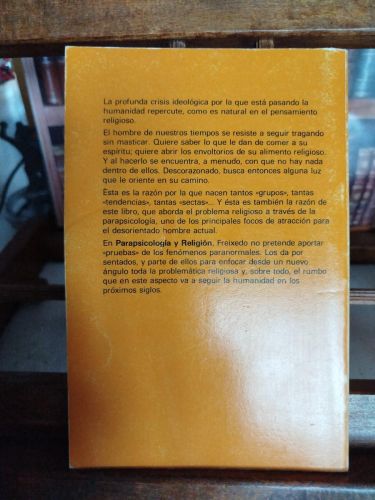 La profunda crisis ideológica por la que está pasando la
humanidad repercute, como es natural en el pensamiento
religioso.
El hombre de nuestros tiempos se resiste a seguir tragando
sin masticar. Quiere saber lo que le dan de comer a su
espíritu; quiere abrir los envoltorios de su alimento religioso.
Y al hacerlo se encuentra, a menudo, con que no hay nada
dentro de ellos. Descorazonado, busca entonces alguna luz
que le oriente en su camino.
Ésta es la razón por la que nacen tantos «grupos», tantas
«tendencias», tantas «sectas»... Y ésta es también la razón de
este libro, que aborda el problema religioso a través de la
parapsicología, uno de los principales focos de atracción para
el desorientado hombre actual.
En Parapsicología y Religión, Freixedo no pretende aportar
«pruebas» de los fenómenos paranormales. Los da por
sentados, y parte de ellos para enfocar desde un nuevo
ángulo toda la problemática religiosa y, sobre todo, el rumbo
que en este aspecto va a seguir la humanidad en los
próximos siglos.